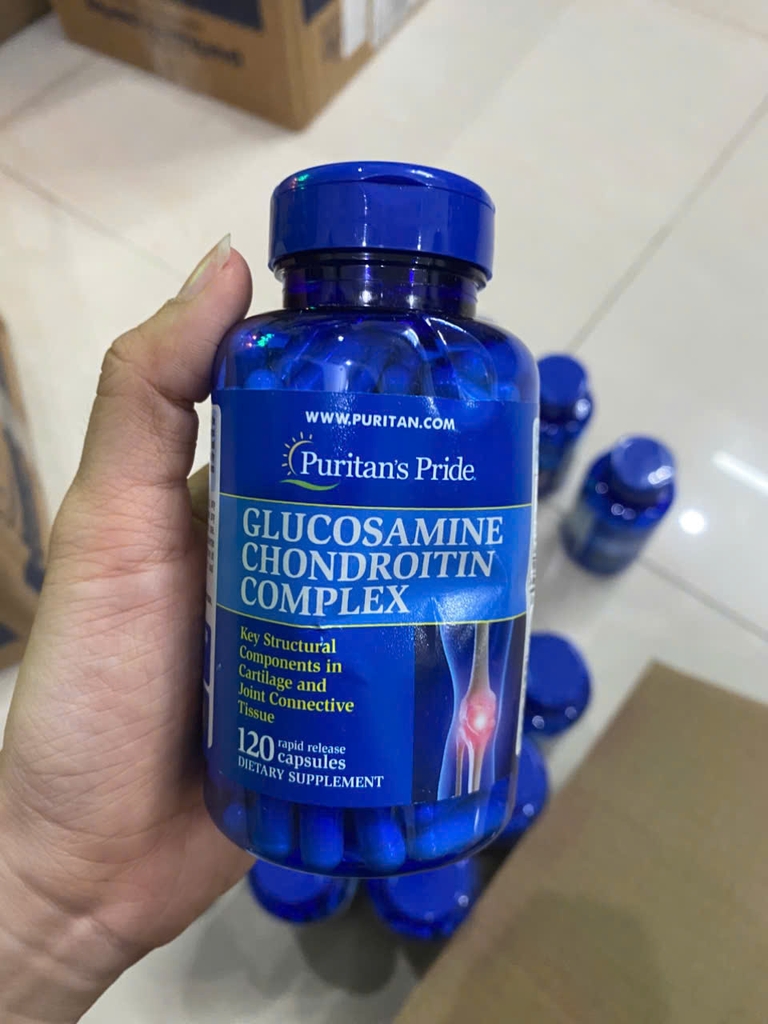 WWW.PURITAN.COM
Puritan's Pride
GLUCOSAMINE
CHONDROITIN
COMPLEX
Key Structural
Components in
Cartilage and
Joint Connective
Tissue
120 rapid release
capsules
DIETARY SUPPLEMENT